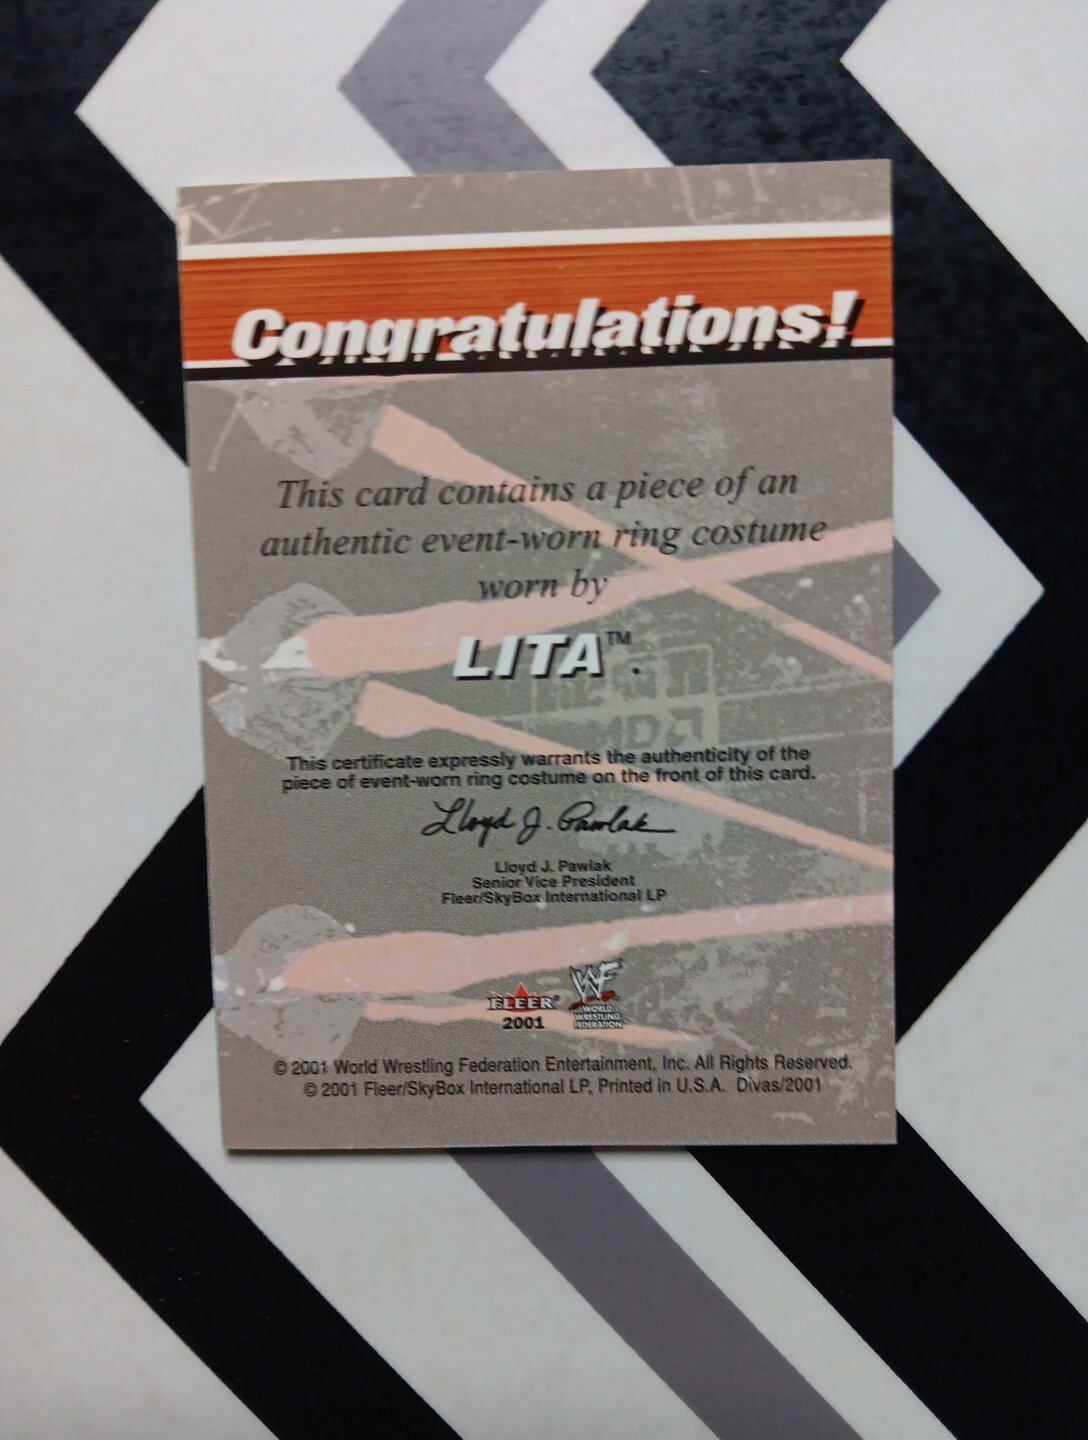 Congratulations!
This card contains a piece of an
authentic event-worn ring costume
worn by
LITA™.
This certificate expressly warrants the authenticity of the
piece of event-worn ring costume on the front of this card.
Lloyd J. Pawlak
Lloyd J. Pawlak
Senior Vice President
Fleer/SkyBox International LP
FLEER®
2001
WF
WORLD
WRESTLING
FEDERATION
© 2001 World Wrestling Federation Entertainment, Inc. All Rights Reserved.
© 2001 Fleer/SkyBox International LP, Printed in U.S.A. Divas/2001